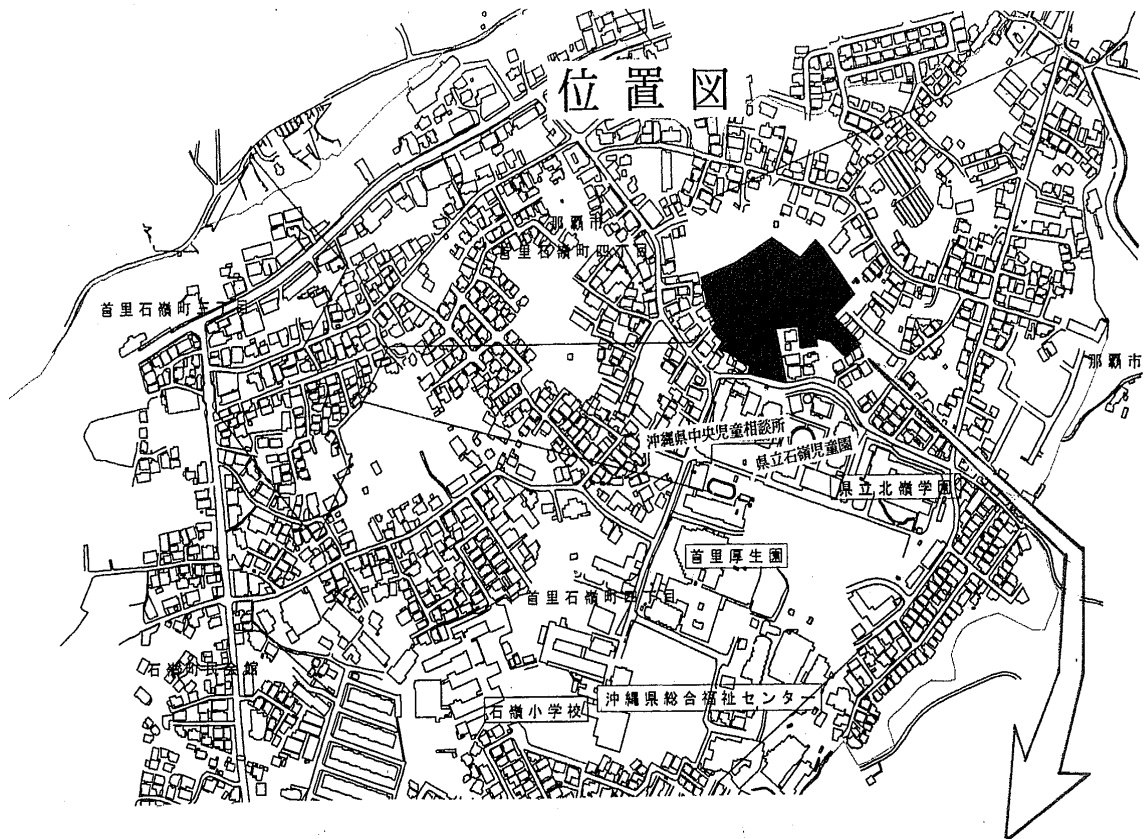 位置図
那覇市
首里石嶺町四丁目
首里石嶺町三丁目
那覇市
沖縄県中央児童相談所
県立石嶺児童園
県立北嶺学園
首里厚生園
首里石嶺町四丁目
石嶺町民会館
沖縄県総合福祉センター
石嶺小学校